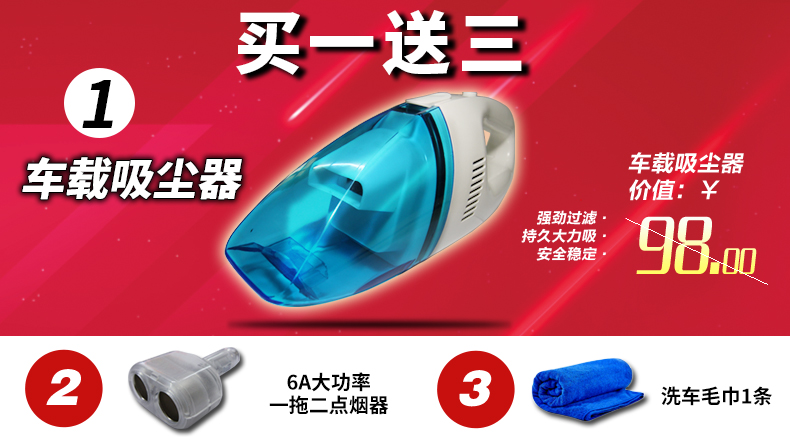 买一送三
1
车载吸尘器
车载吸尘器
价值：￥
强劲过滤·
持久大力吸·
安全稳定·
98.00
2
6A大功率
一拖二点烟器
3
洗车毛巾1条